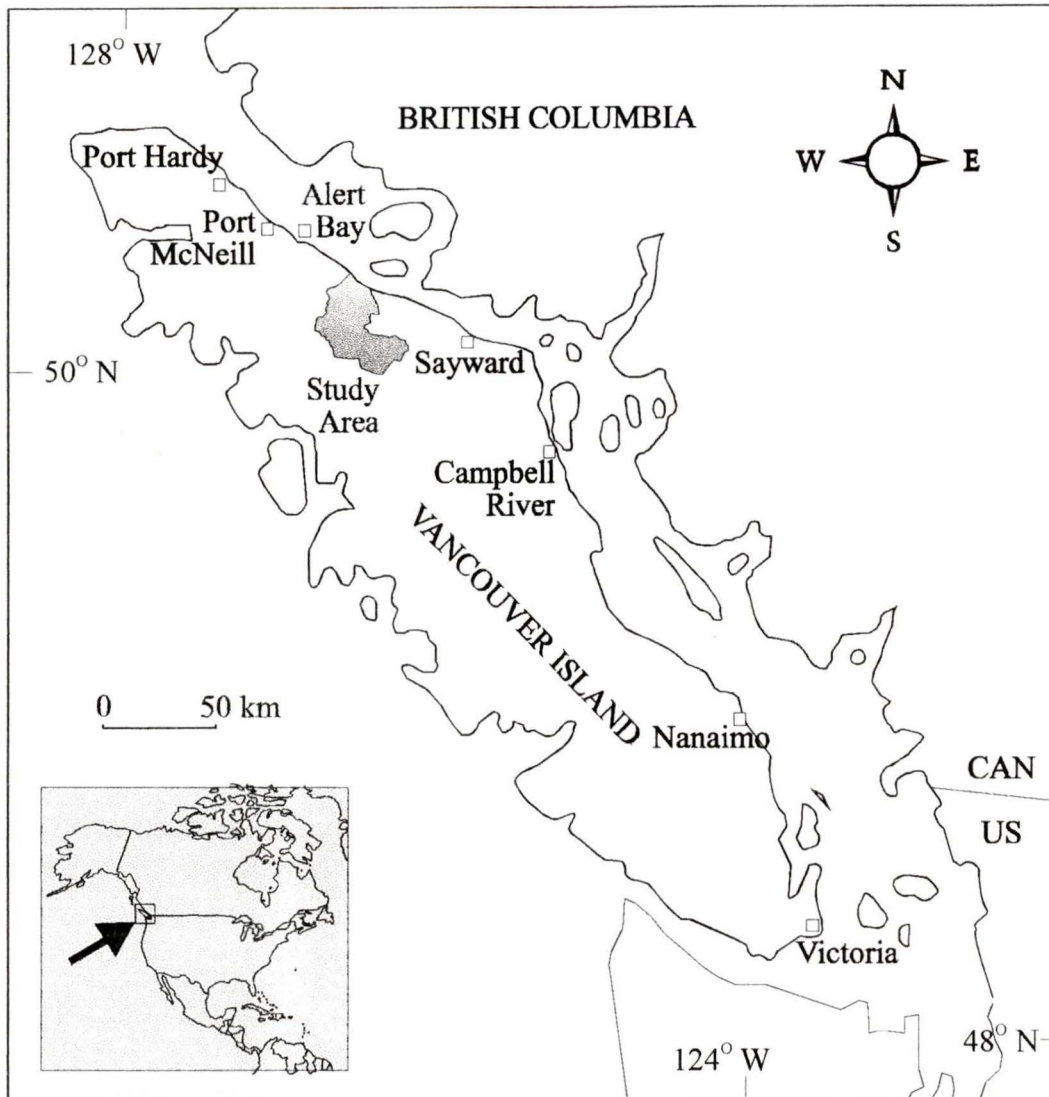 128° W
BRITISH COLUMBIA
N
W
E
S
Port Hardy
Alert
Bay
Port
McNeill
50° N
Sayward
Study
Area
Campbell
River
VANCOUVER ISLAND
0 50 km
Nanaimo
CAN
US
Victoria
124° W
48° N